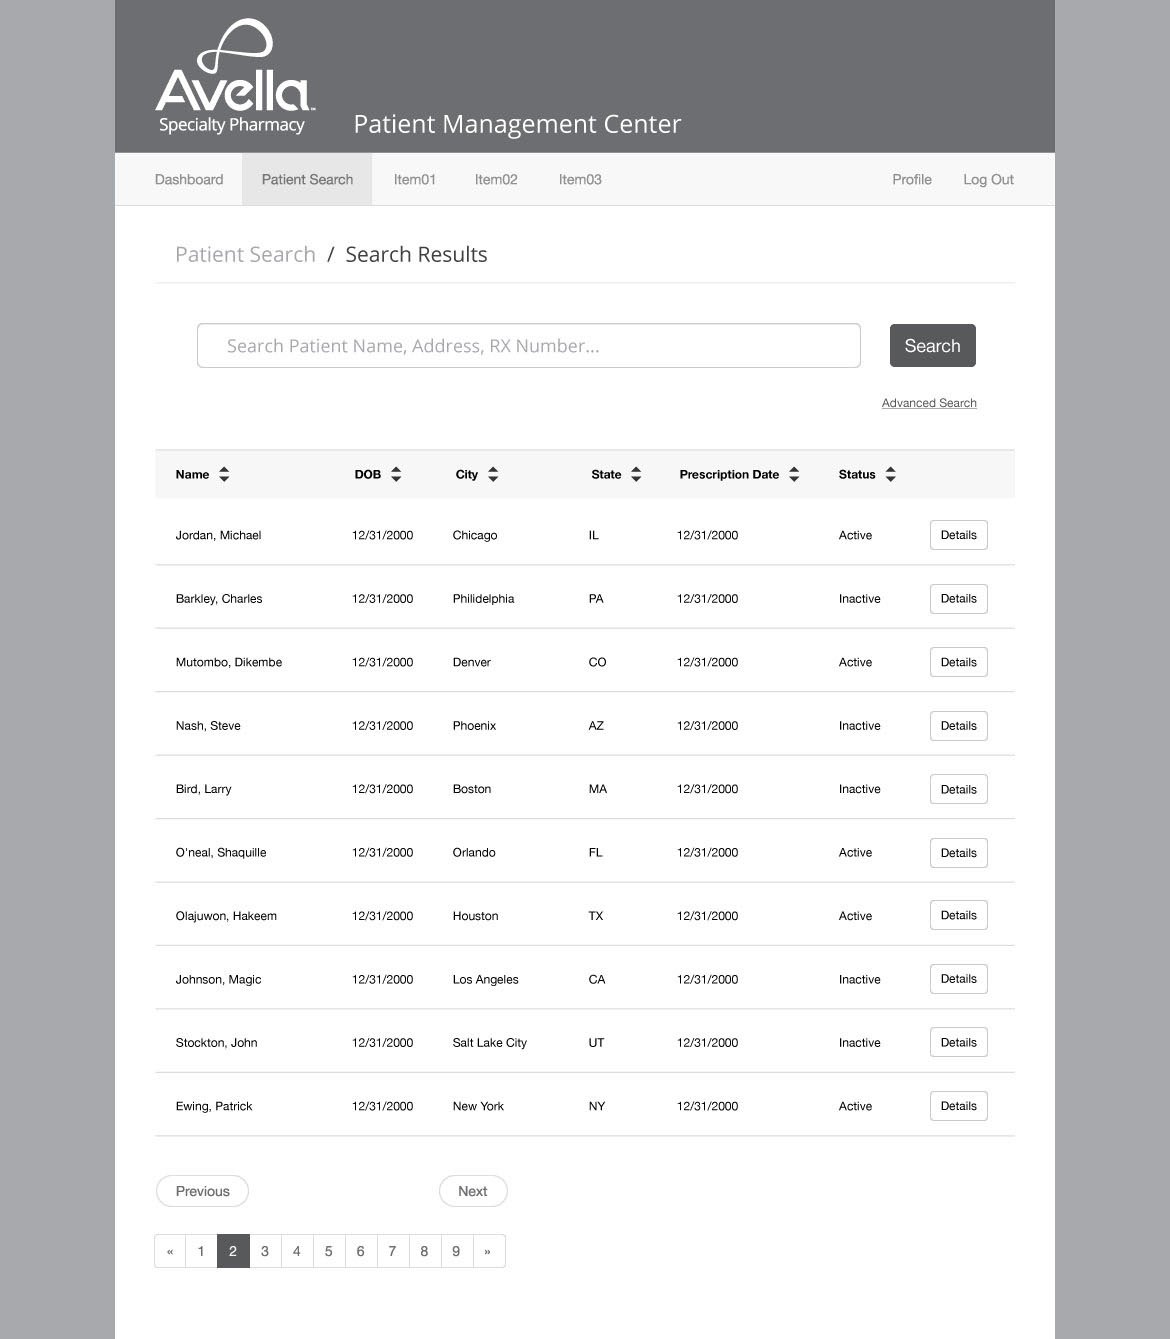 Avella™
Specialty Pharmacy
Patient Management Center
Dashboard Patient Search Item01 Item02 Item03 Profile Log Out
Patient Search / Search Results
Search Patient Name, Address, RX Number... Search
Advanced Search
Name DOB City State Prescription Date Status
Jordan, Michael 12/31/2000 Chicago IL 12/31/2000 Active Details
Barkley, Charles 12/31/2000 Philidelphia PA 12/31/2000 Inactive Details
Mutombo, Dikembe 12/31/2000 Denver CO 12/31/2000 Active Details
Nash, Steve 12/31/2000 Phoenix AZ 12/31/2000 Inactive Details
Bird, Larry 12/31/2000 Boston MA 12/31/2000 Inactive Details
O'neal, Shaquille 12/31/2000 Orlando FL 12/31/2000 Active Details
Olajuwon, Hakeem 12/31/2000 Houston TX 12/31/2000 Active Details
Johnson, Magic 12/31/2000 Los Angeles CA 12/31/2000 Inactive Details
Stockton, John 12/31/2000 Salt Lake City UT 12/31/2000 Inactive Details
Ewing, Patrick 12/31/2000 New York NY 12/31/2000 Active Details
Previous Next
« 1 2 3 4 5 6 7 8 9 »